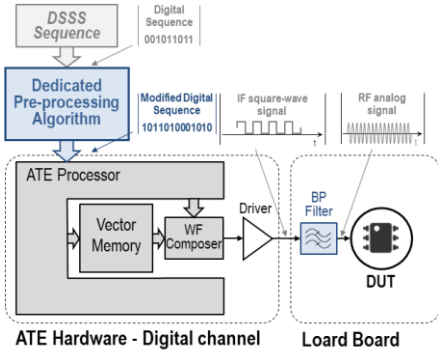 DSSS
Sequence
Digital
Sequence
001011011
Dedicated
Pre-processing
Algorithm
Modified Digital
Sequence
1011010001010
IF square-wave
signal
t
RF analog
signal
t
ATE Processor
Vector
Memory
WF
Composer
Driver
BP
Filter
DUT
ATE Hardware - Digital channel
Loard Board